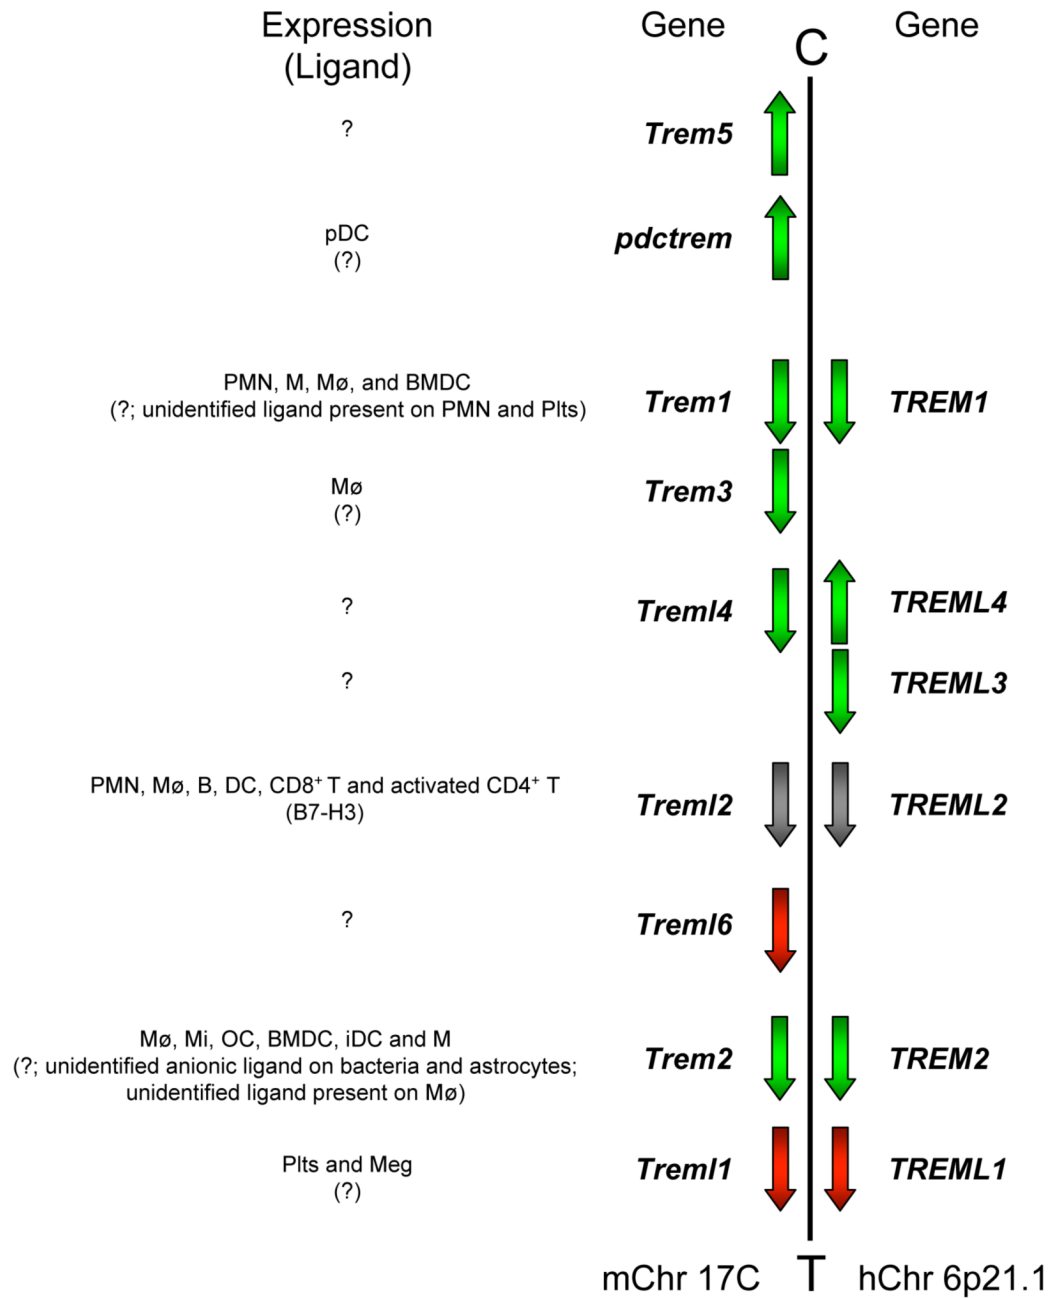 Expression Gene C Gene
(Ligand)
? Trem5
pDC pdctrem
(?)
PMN, M, Mø, and BMDC Trem1 TREM1
(?; unidentified ligand present on PMN and Plts)
Mø Trem3
(?)
? Treml4 TREML4
? TREML3
PMN, Mø, B, DC, CD8⁺ T and activated CD4⁺ T Treml2 TREML2
(B7-H3)
? Treml6
Mø, Mi, OC, BMDC, iDC and M
(?; unidentified anionic ligand on bacteria and astrocytes; Trem2 TREM2
unidentified ligand present on Mø)
Plts and Meg Treml1 TREML1
(?)
mChr 17C T hChr 6p21.1